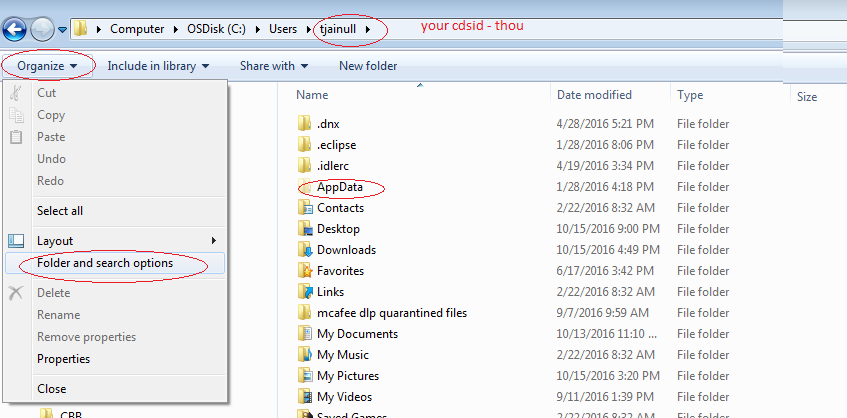 Computer ▸ OSDisk (C:) ▸ Users ▸ tjainull ▸
your cdsid - thou
Organize Include in library Share with New folder
Cut
Copy
Paste
Undo
Redo
Select all
Layout
Folder and search options
Delete
Rename
Remove properties
Properties
Close
CBB
Name Date modified Type Size
.dnx 4/28/2016 5:21 PM File folder
.eclipse 1/28/2016 8:06 PM File folder
.idlerc 4/19/2016 3:34 PM File folder
AppData 1/28/2016 4:18 PM File folder
Contacts 2/22/2016 8:32 AM File folder
Desktop 10/15/2016 9:00 PM File folder
Downloads 10/15/2016 4:49 PM File folder
Favorites 6/17/2016 3:42 PM File folder
Links 2/22/2016 8:32 AM File folder
mcafee dlp quarantined files 9/7/2016 9:59 AM File folder
My Documents 10/13/2016 11:10 ... File folder
My Music 2/22/2016 8:32 AM File folder
My Pictures 10/15/2016 3:20 PM File folder
My Videos 9/11/2016 1:39 PM File folder
Saved Games 2/22/2016 8:32 AM File folder